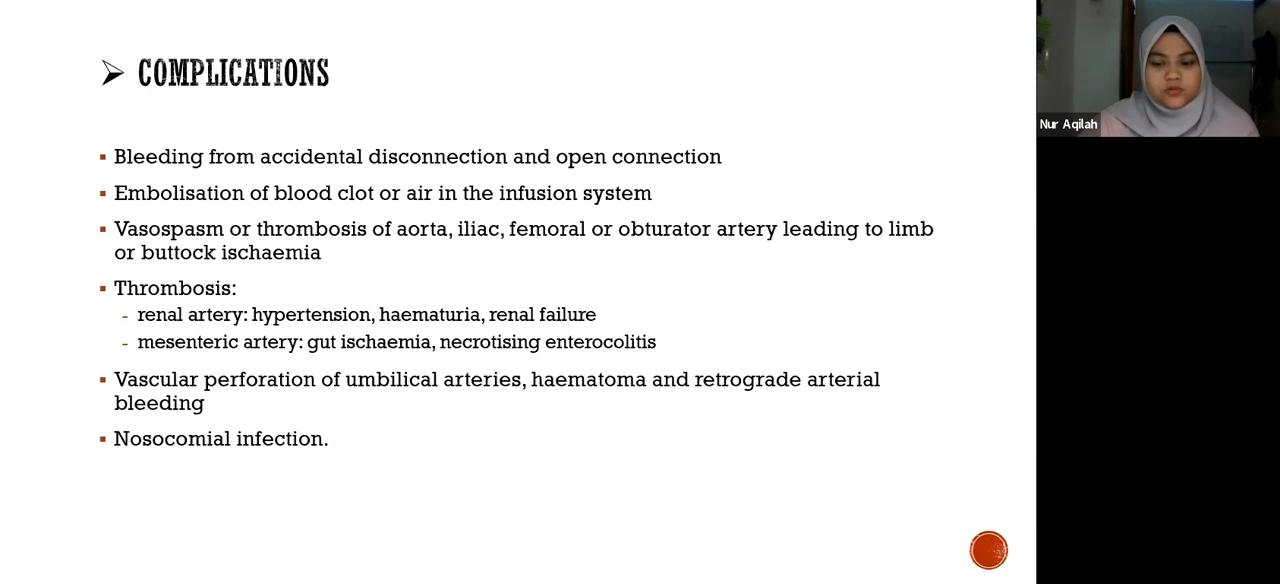 COMPLICATIONS
Bleeding from accidental disconnection and open connection
Embolisation of blood clot or air in the infusion system
Vasospasm or thrombosis of aorta, iliac, femoral or obturator artery leading to limb
or buttock ischaemia
Thrombosis:
- renal artery: hypertension, haematuria, renal failure
- mesenteric artery: gut ischaemia, necrotising enterocolitis
Vascular perforation of umbilical arteries, haematoma and retrograde arterial
bleeding
Nosocomial infection.
Nur Aqilah